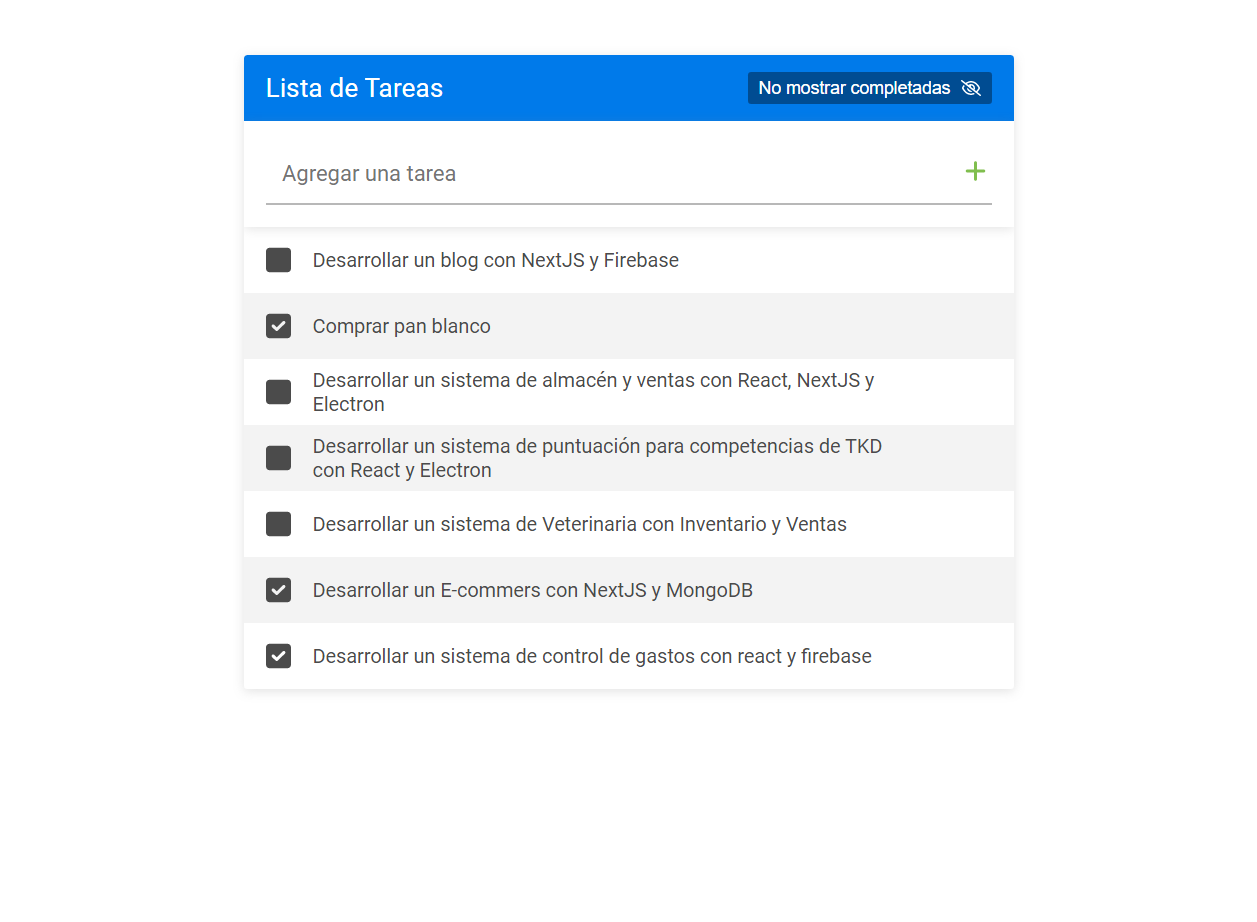 Lista de Tareas
No mostrar completadas
Agregar una tarea
Desarrollar un blog con NextJS y Firebase
Comprar pan blanco
Desarrollar un sistema de almacén y ventas con React, NextJS y
Electron
Desarrollar un sistema de puntuación para competencias de TKD
con React y Electron
Desarrollar un sistema de Veterinaria con Inventario y Ventas
Desarrollar un E-commers con NextJS y MongoDB
Desarrollar un sistema de control de gastos con react y firebase